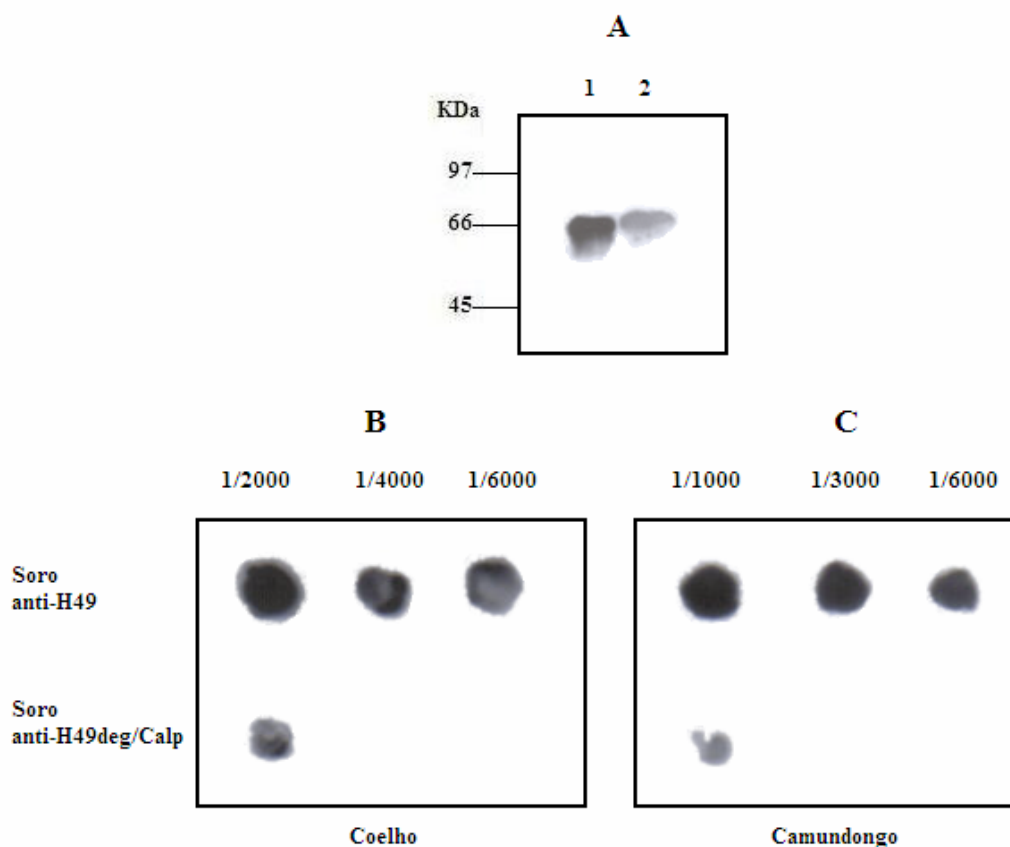 A
1 2
KDa
97
66
45
B
1/2000 1/4000 1/6000
Soro
anti-H49
Soro
anti-H49deg/Calp
Coelho
C
1/1000 1/3000 1/6000
Camundongo